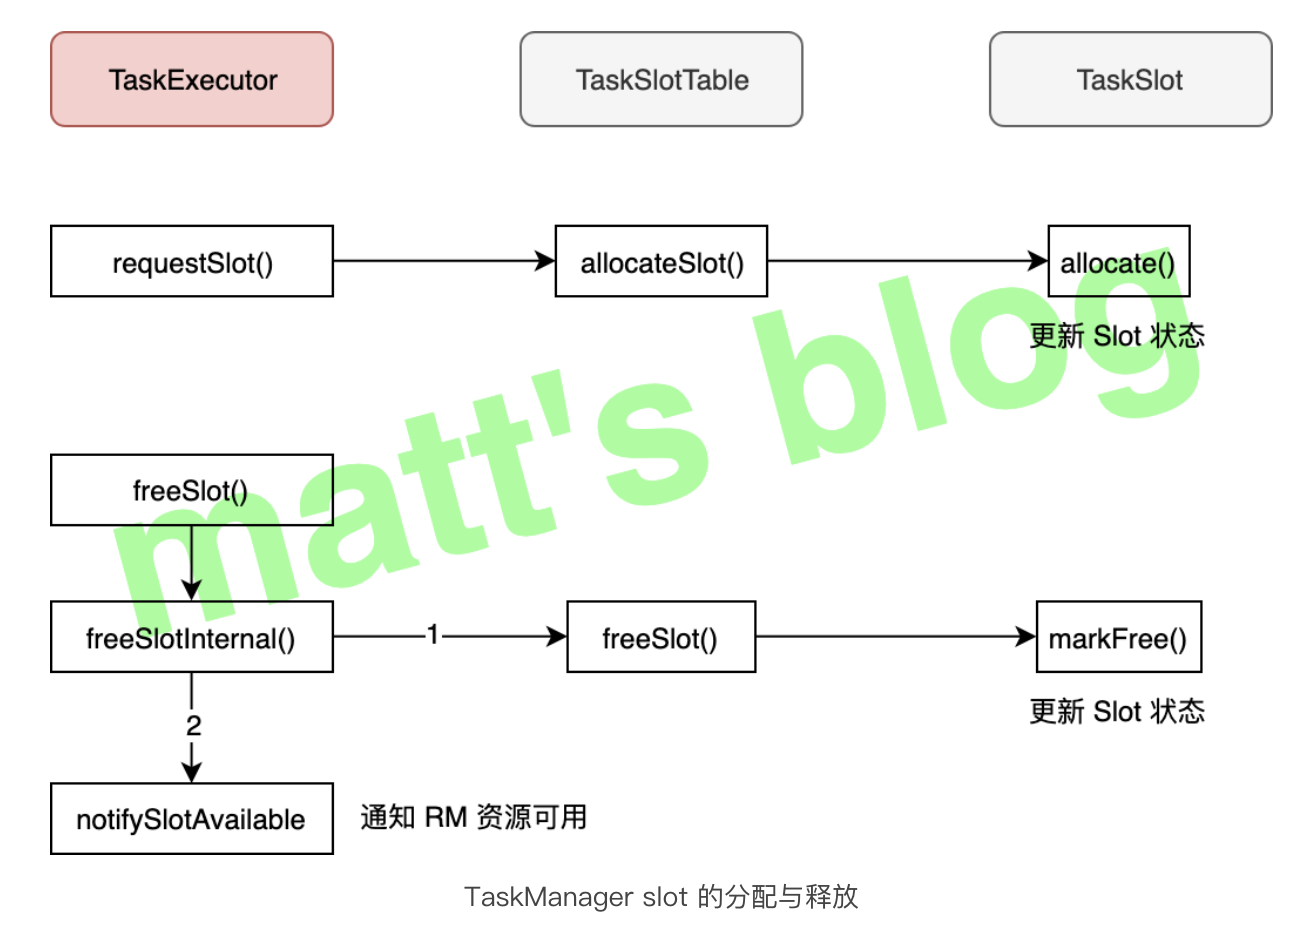 TaskExecutor
TaskSlotTable
TaskSlot
requestSlot()
allocateSlot()
allocate()
更新 Slot 状态
matt's blog
freeSlot()
freeSlotInternal()
1
freeSlot()
markFree()
更新 Slot 状态
2
notifySlotAvailable
通知 RM 资源可用
TaskManager slot 的分配与释放